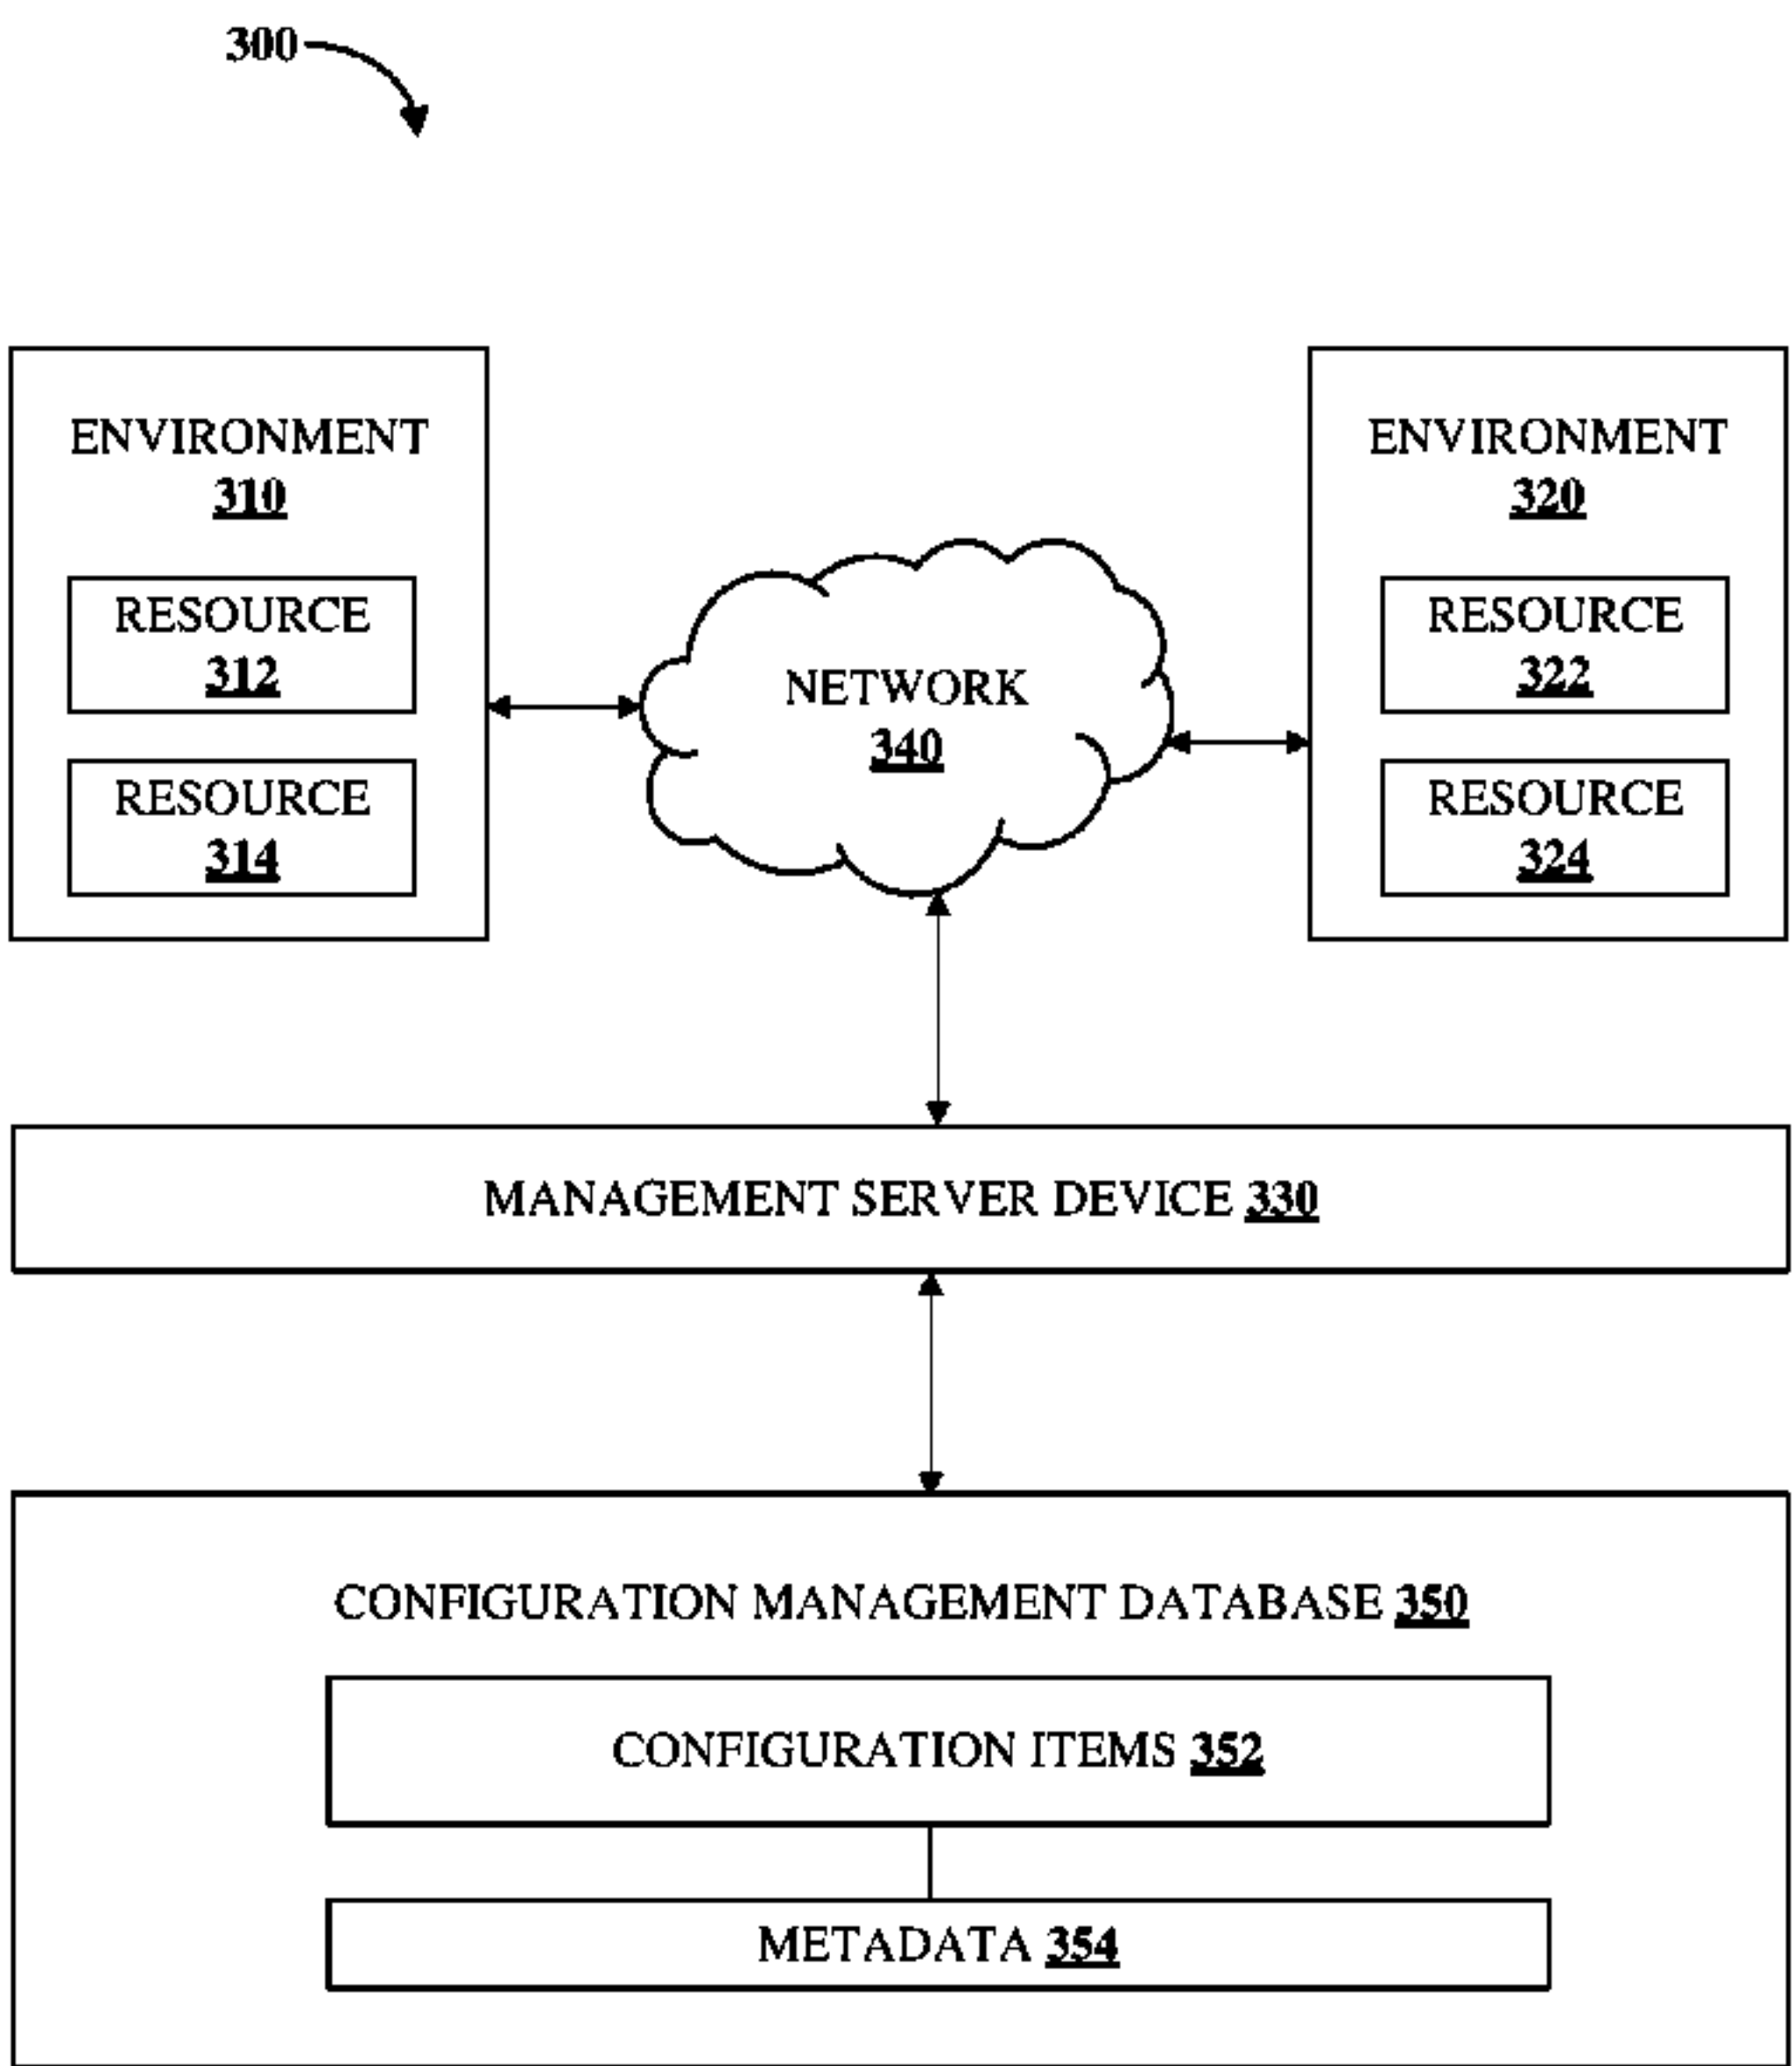 300
ENVIRONMENT
310
RESOURCE
312
RESOURCE
314
NETWORK
340
ENVIRONMENT
320
RESOURCE
322
RESOURCE
324
MANAGEMENT SERVER DEVICE 330
CONFIGURATION MANAGEMENT DATABASE 350
CONFIGURATION ITEMS 352
METADATA 354